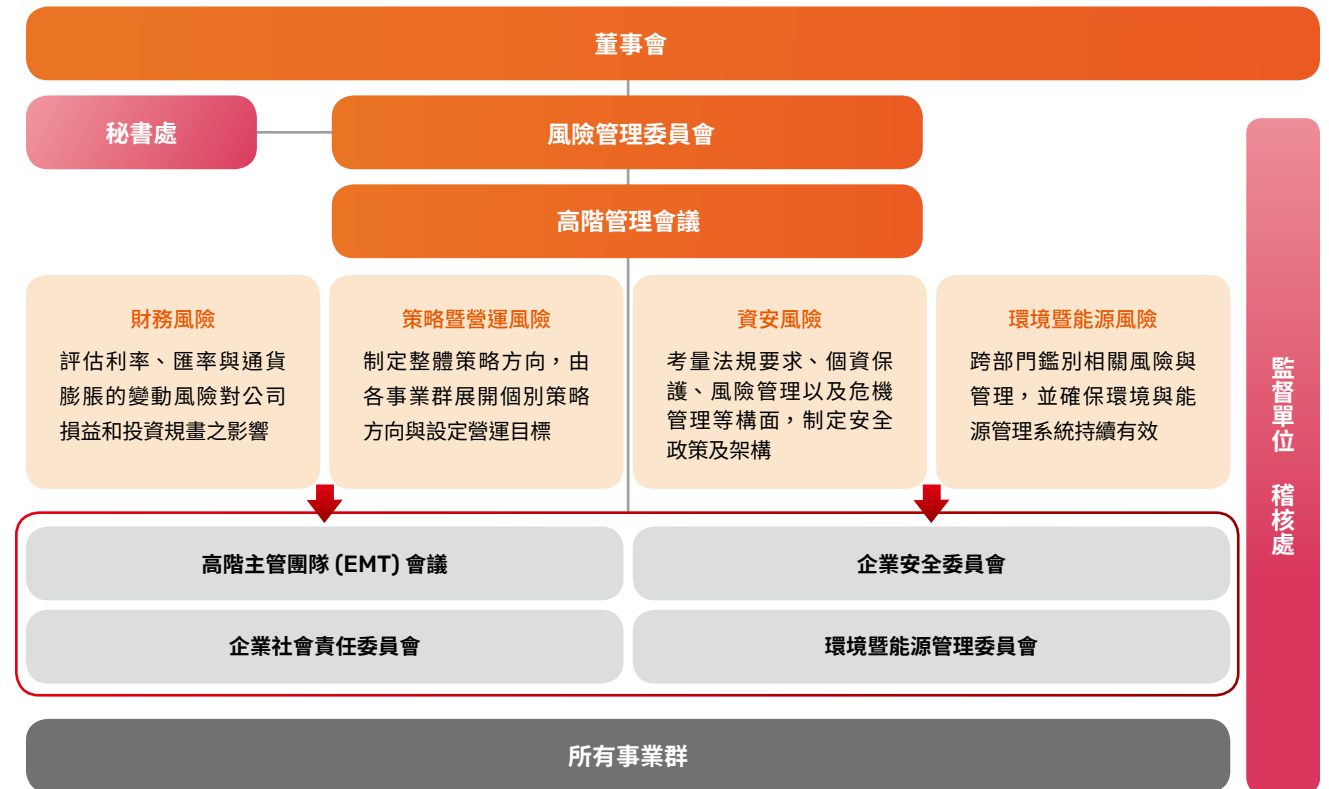 董事會
秘書處
風險管理委員會
高階管理會議
財務風險
評估利率、匯率與通貨
膨脹的變動風險對公司
損益和投資規畫之影響
策略暨營運風險
制定整體策略方向，由
各事業群展開個別策略
方向與設定營運目標
資安風險
考量法規要求、個資保
護、風險管理以及危機
管理等構面，制定安全
政策及架構
環境暨能源風險
跨部門鑑別相關風險與
管理，並確保環境與能
源管理系統持續有效
高階主管團隊 (EMT) 會議
企業安全委員會
企業社會責任委員會
環境暨能源管理委員會
所有事業群
監督單位 稽核處